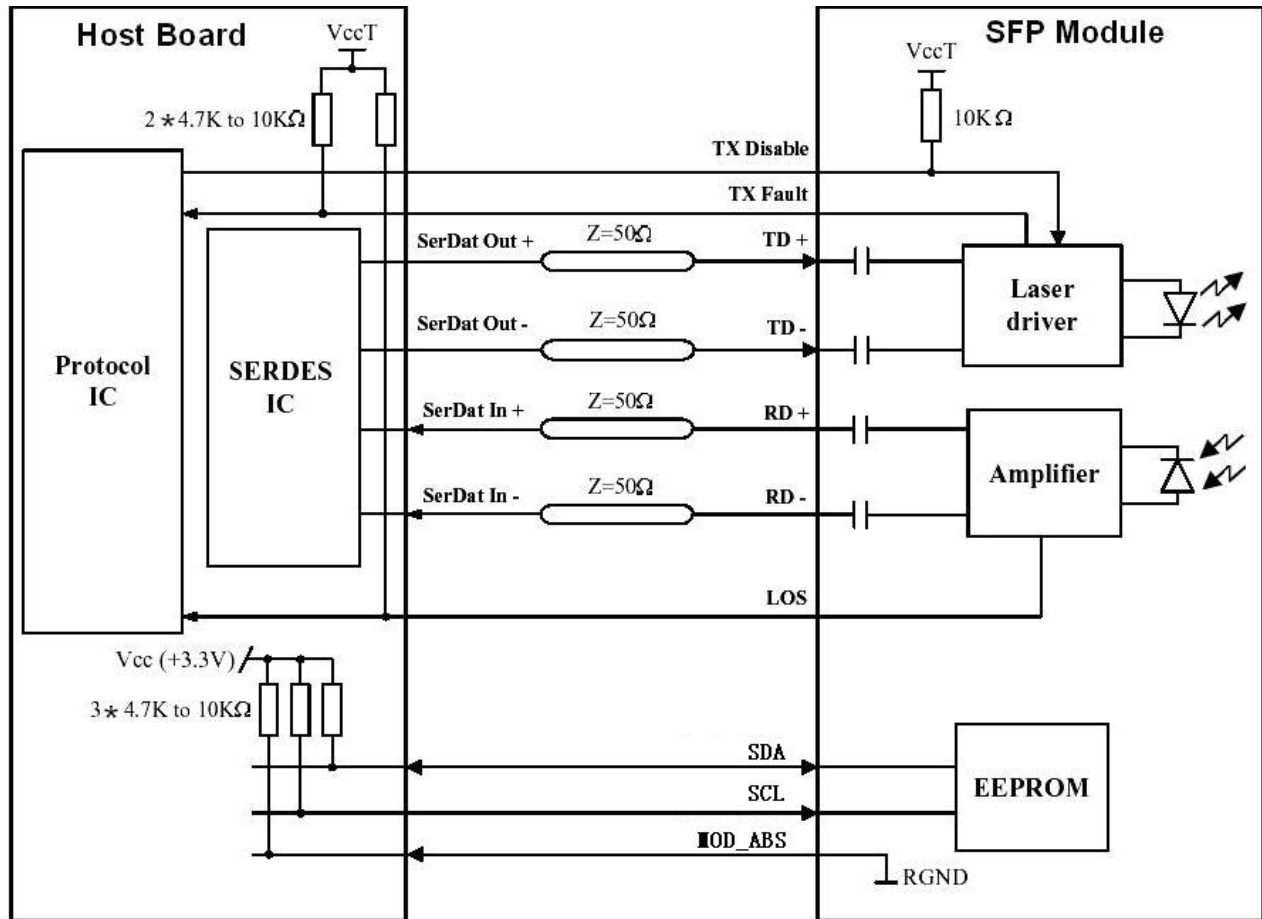 Host Board
SFP Module
VccT
VccT
2*4.7K to 10KΩ
10KΩ
TX Disable
TX Fault
SerDat Out +
Z=50Ω
TD +
Laser
driver
SerDat Out -
Z=50Ω
TD -
Protocol
IC
SERDES
IC
SerDat In +
Z=50Ω
RD +
Amplifier
SerDat In -
Z=50Ω
RD -
LOS
Vcc (+3.3V)
3*4.7K to 10KΩ
SDA
EEPROM
SCL
MOD_ABS
RGND